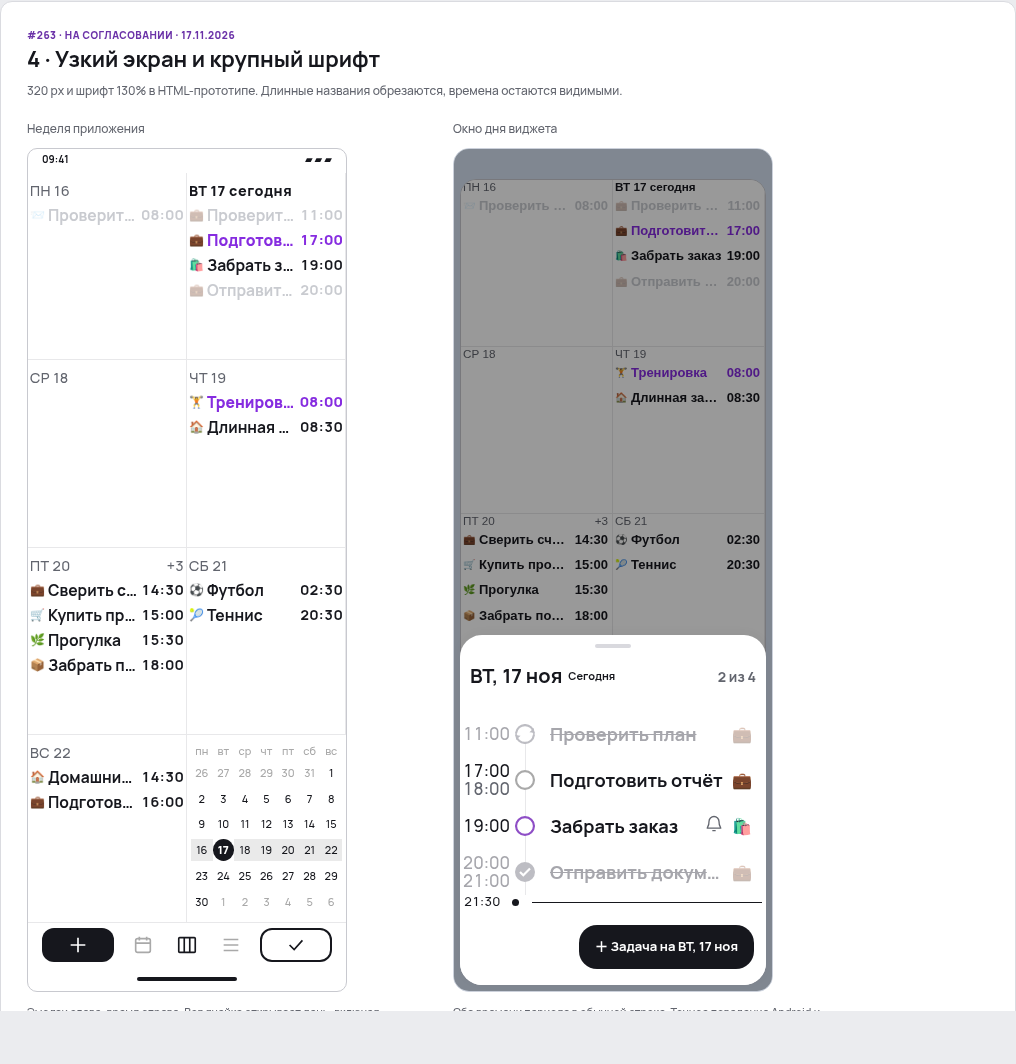 #263 · НА СОГЛАСОВАНИИ · 17.11.2026
4 · Узкий экран и крупный шрифт
320 px и шрифт 130% в HTML-прототипе. Длинные названия обрезаются, времена остаются видимыми.
Неделя приложения
09:41
ПН 16
Проверит… 08:00
ВТ 17 сегодня
Проверит… 11:00
Подготов… 17:00
Забрать з… 19:00
Отправит… 20:00
СР 18
ЧТ 19
Трениров… 08:00
Длинная … 08:30
ПТ 20 +3
Сверить с… 14:30
Купить пр… 15:00
Прогулка 15:30
Забрать п… 18:00
СБ 21
Футбол 02:30
Теннис 20:30
ВС 22
Домашни… 14:30
Подготов… 16:00
пн вт ср чт пт сб вс
26 27 28 29 30 31 1
2 3 4 5 6 7 8
9 10 11 12 13 14 15
16 17 18 19 20 21 22
23 24 25 26 27 28 29
30 1 2 3 4 5 6
Окно дня виджета
ПН 16
Проверить … 08:00
ВТ 17 сегодня
Проверить … 11:00
Подготовит… 17:00
Забрать заказ 19:00
Отправить … 20:00
СР 18
ЧТ 19
Тренировка 08:00
Длинная за… 08:30
ПТ 20 +3
Сверить сч… 14:30
Купить про… 15:00
Прогулка 15:30
Забрать по… 18:00
СБ 21
Футбол 02:30
Теннис 20:30
ВТ, 17 ноя Сегодня 2 из 4
11:00 Проверить план
17:00
18:00 Подготовить отчёт
19:00 Забрать заказ
20:00
21:00 Отправить докум…
21:30
+ Задача на ВТ, 17 ноя